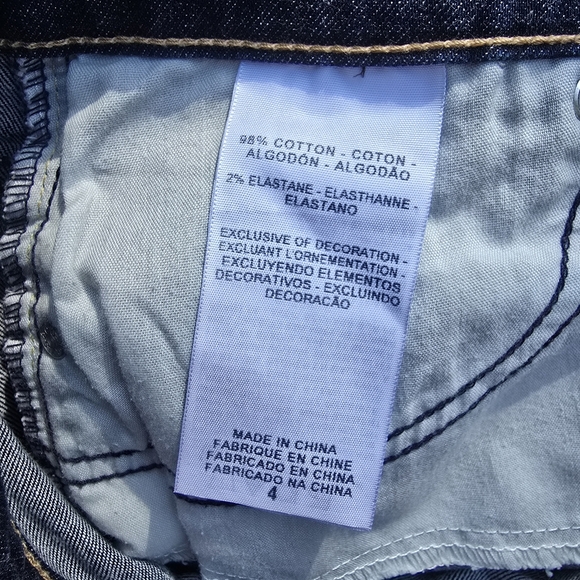 98% COTTON - COTON -
ALGODÓN - ALGODÃO
2% ELASTANE - ELASTHANNE -
ELASTANO
EXCLUSIVE OF DECORATION -
EXCLUANT L'ORNEMENTATION -
EXCLUYENDO ELEMENTOS
DECORATIVOS - EXCLUINDO
DECORAÇÃO
MADE IN CHINA
FABRIQUE EN CHINE
FABRICADO EN CHINA
FABRICADO NA CHINA
4